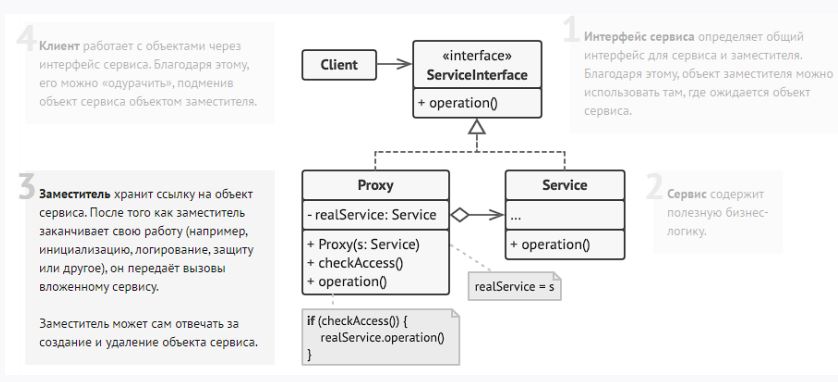 4
Клиент работает с объектами через
интерфейс сервиса. Благодаря этому,
его можно «одурачить», подменив
объект сервиса объектом заместителя.
Client
«interface»
ServiceInterface
+ operation()
1
Интерфейс сервиса определяет общий
интерфейс для сервиса и заместителя.
Благодаря этому, объект заместителя можно
использовать там, где ожидается объект
сервиса.
3
Заместитель хранит ссылку на объект
сервиса. После того как заместитель
заканчивает свою работу (например,
инициализацию, логирование, защиту
или другое), он передаёт вызовы
вложенному сервису.
Заместитель может сам отвечать за
создание и удаление объекта сервиса.
Proxy
- realService: Service
+ Proxy(s: Service)
+ checkAccess()
+ operation()
Service
...
+ operation()
2
Сервис содержит
полезную бизнес-
логику.
realService = s
if (checkAccess()) {
realService.operation()
}